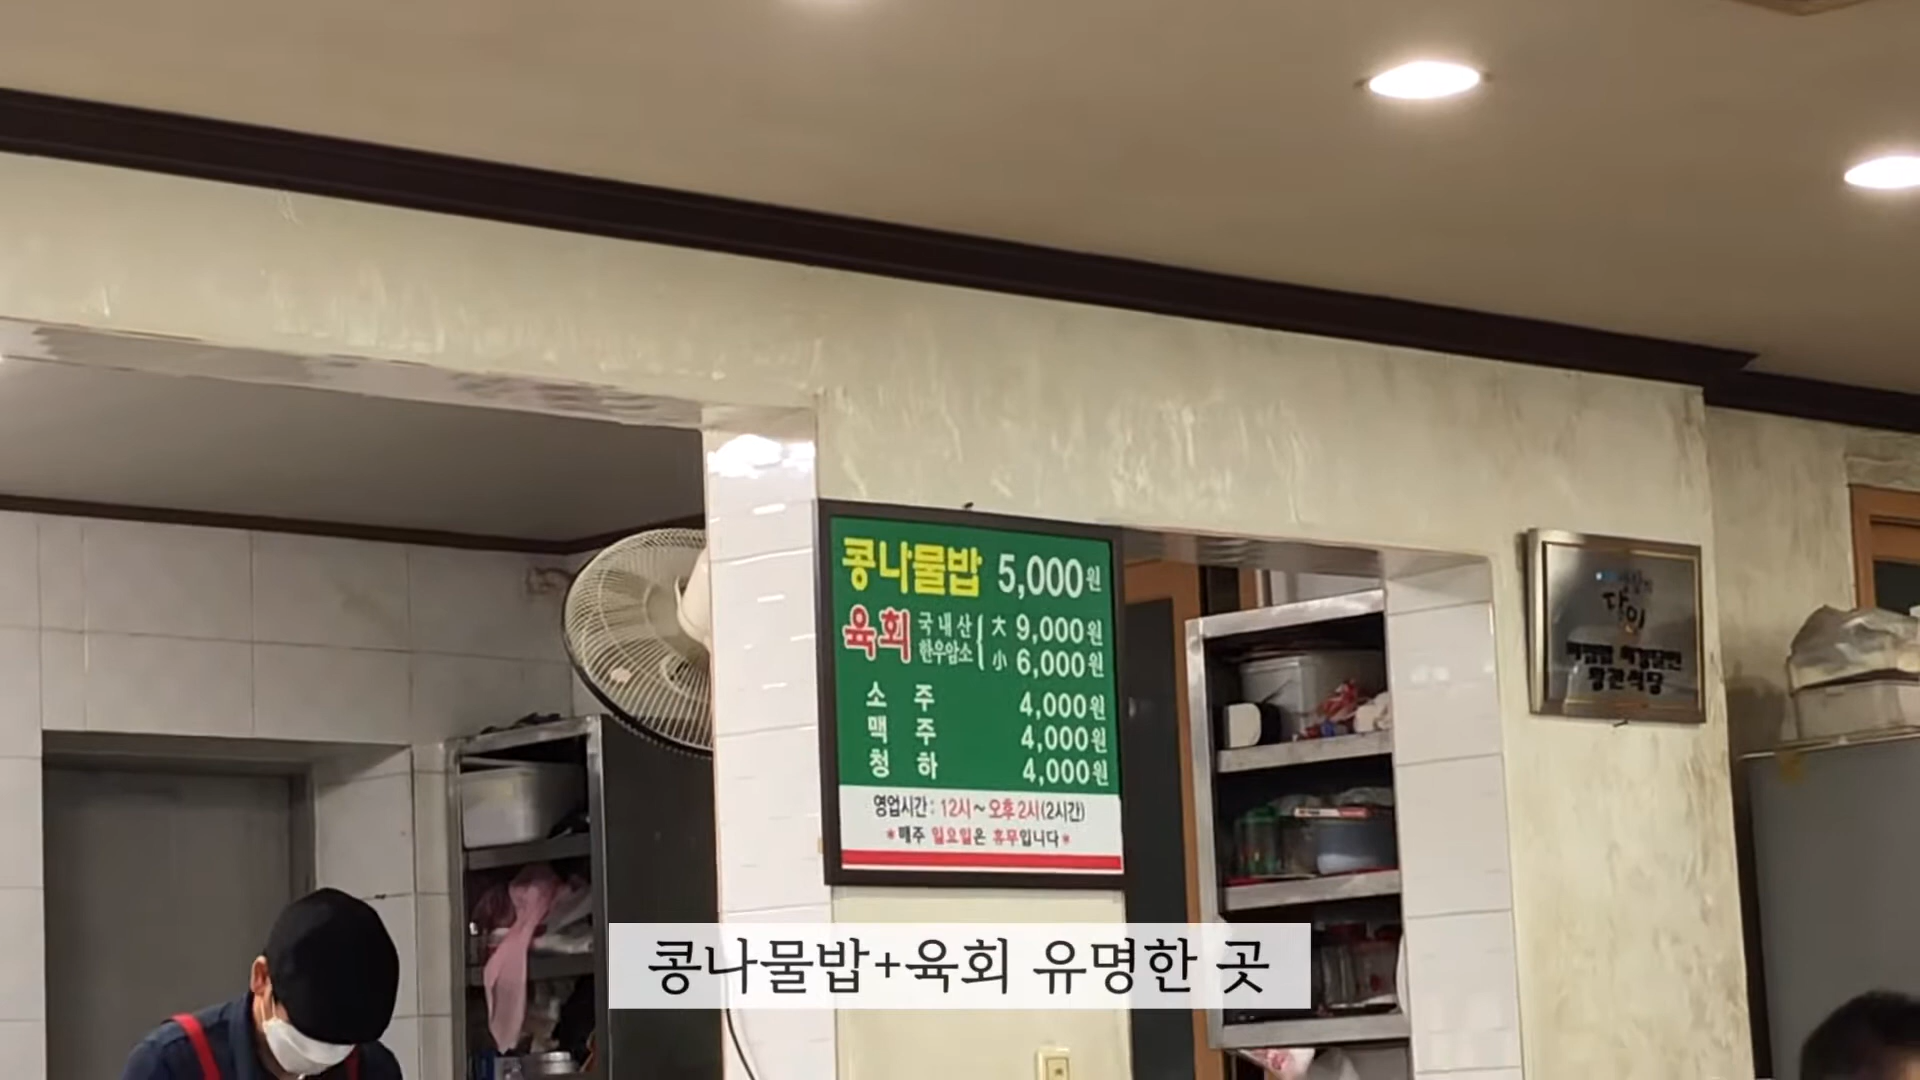 콩나물밥 5,000원
육회 국내산 한우암소 大 9,000원
小 6,000원
소주 4,000원
맥주 4,000원
청하 4,000원
영업시간 : 12시~오후2시(2시간)
*매주 일요일은 휴무입니다*
콩나물밥+육회 유명한 곳